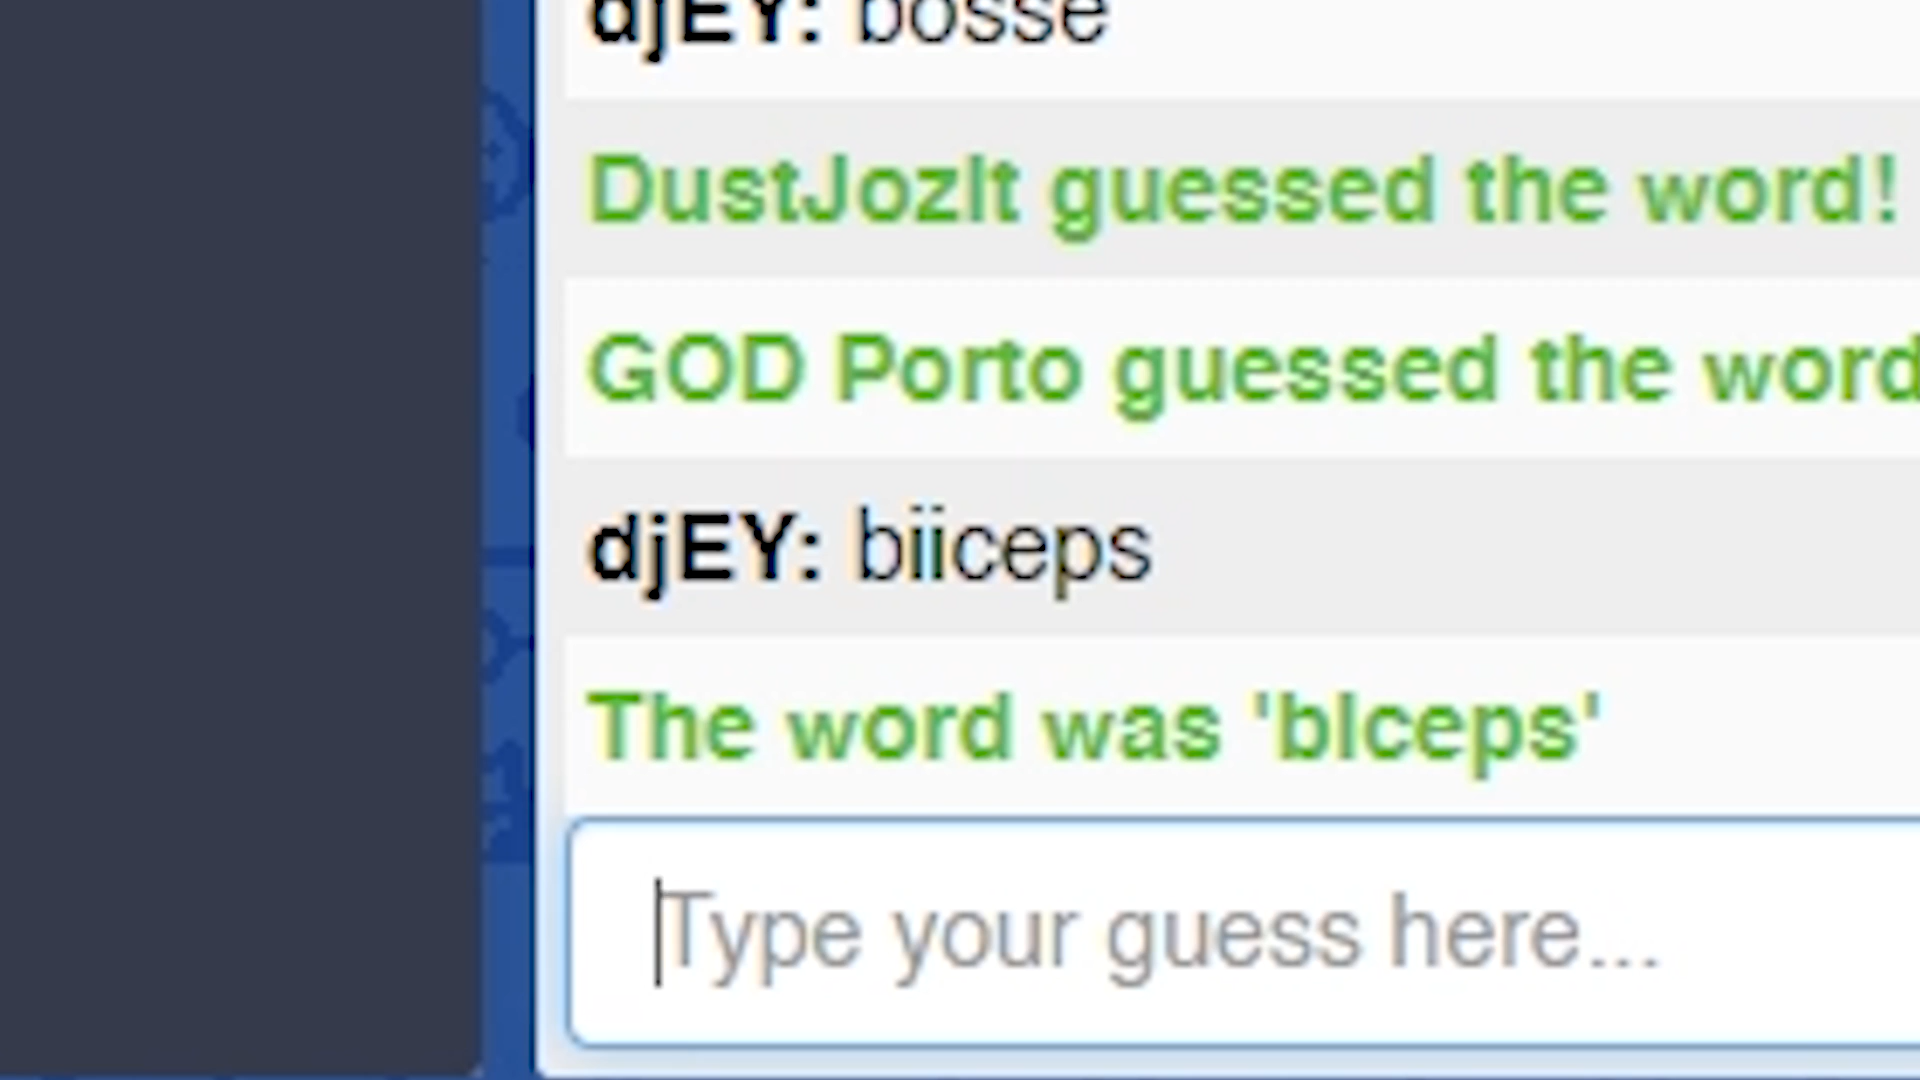 djEY: bosse
DustJozIt guessed the word!
GOD Porto guessed the word
djEY: biiceps
The word was 'bIceps'
Type your guess here...